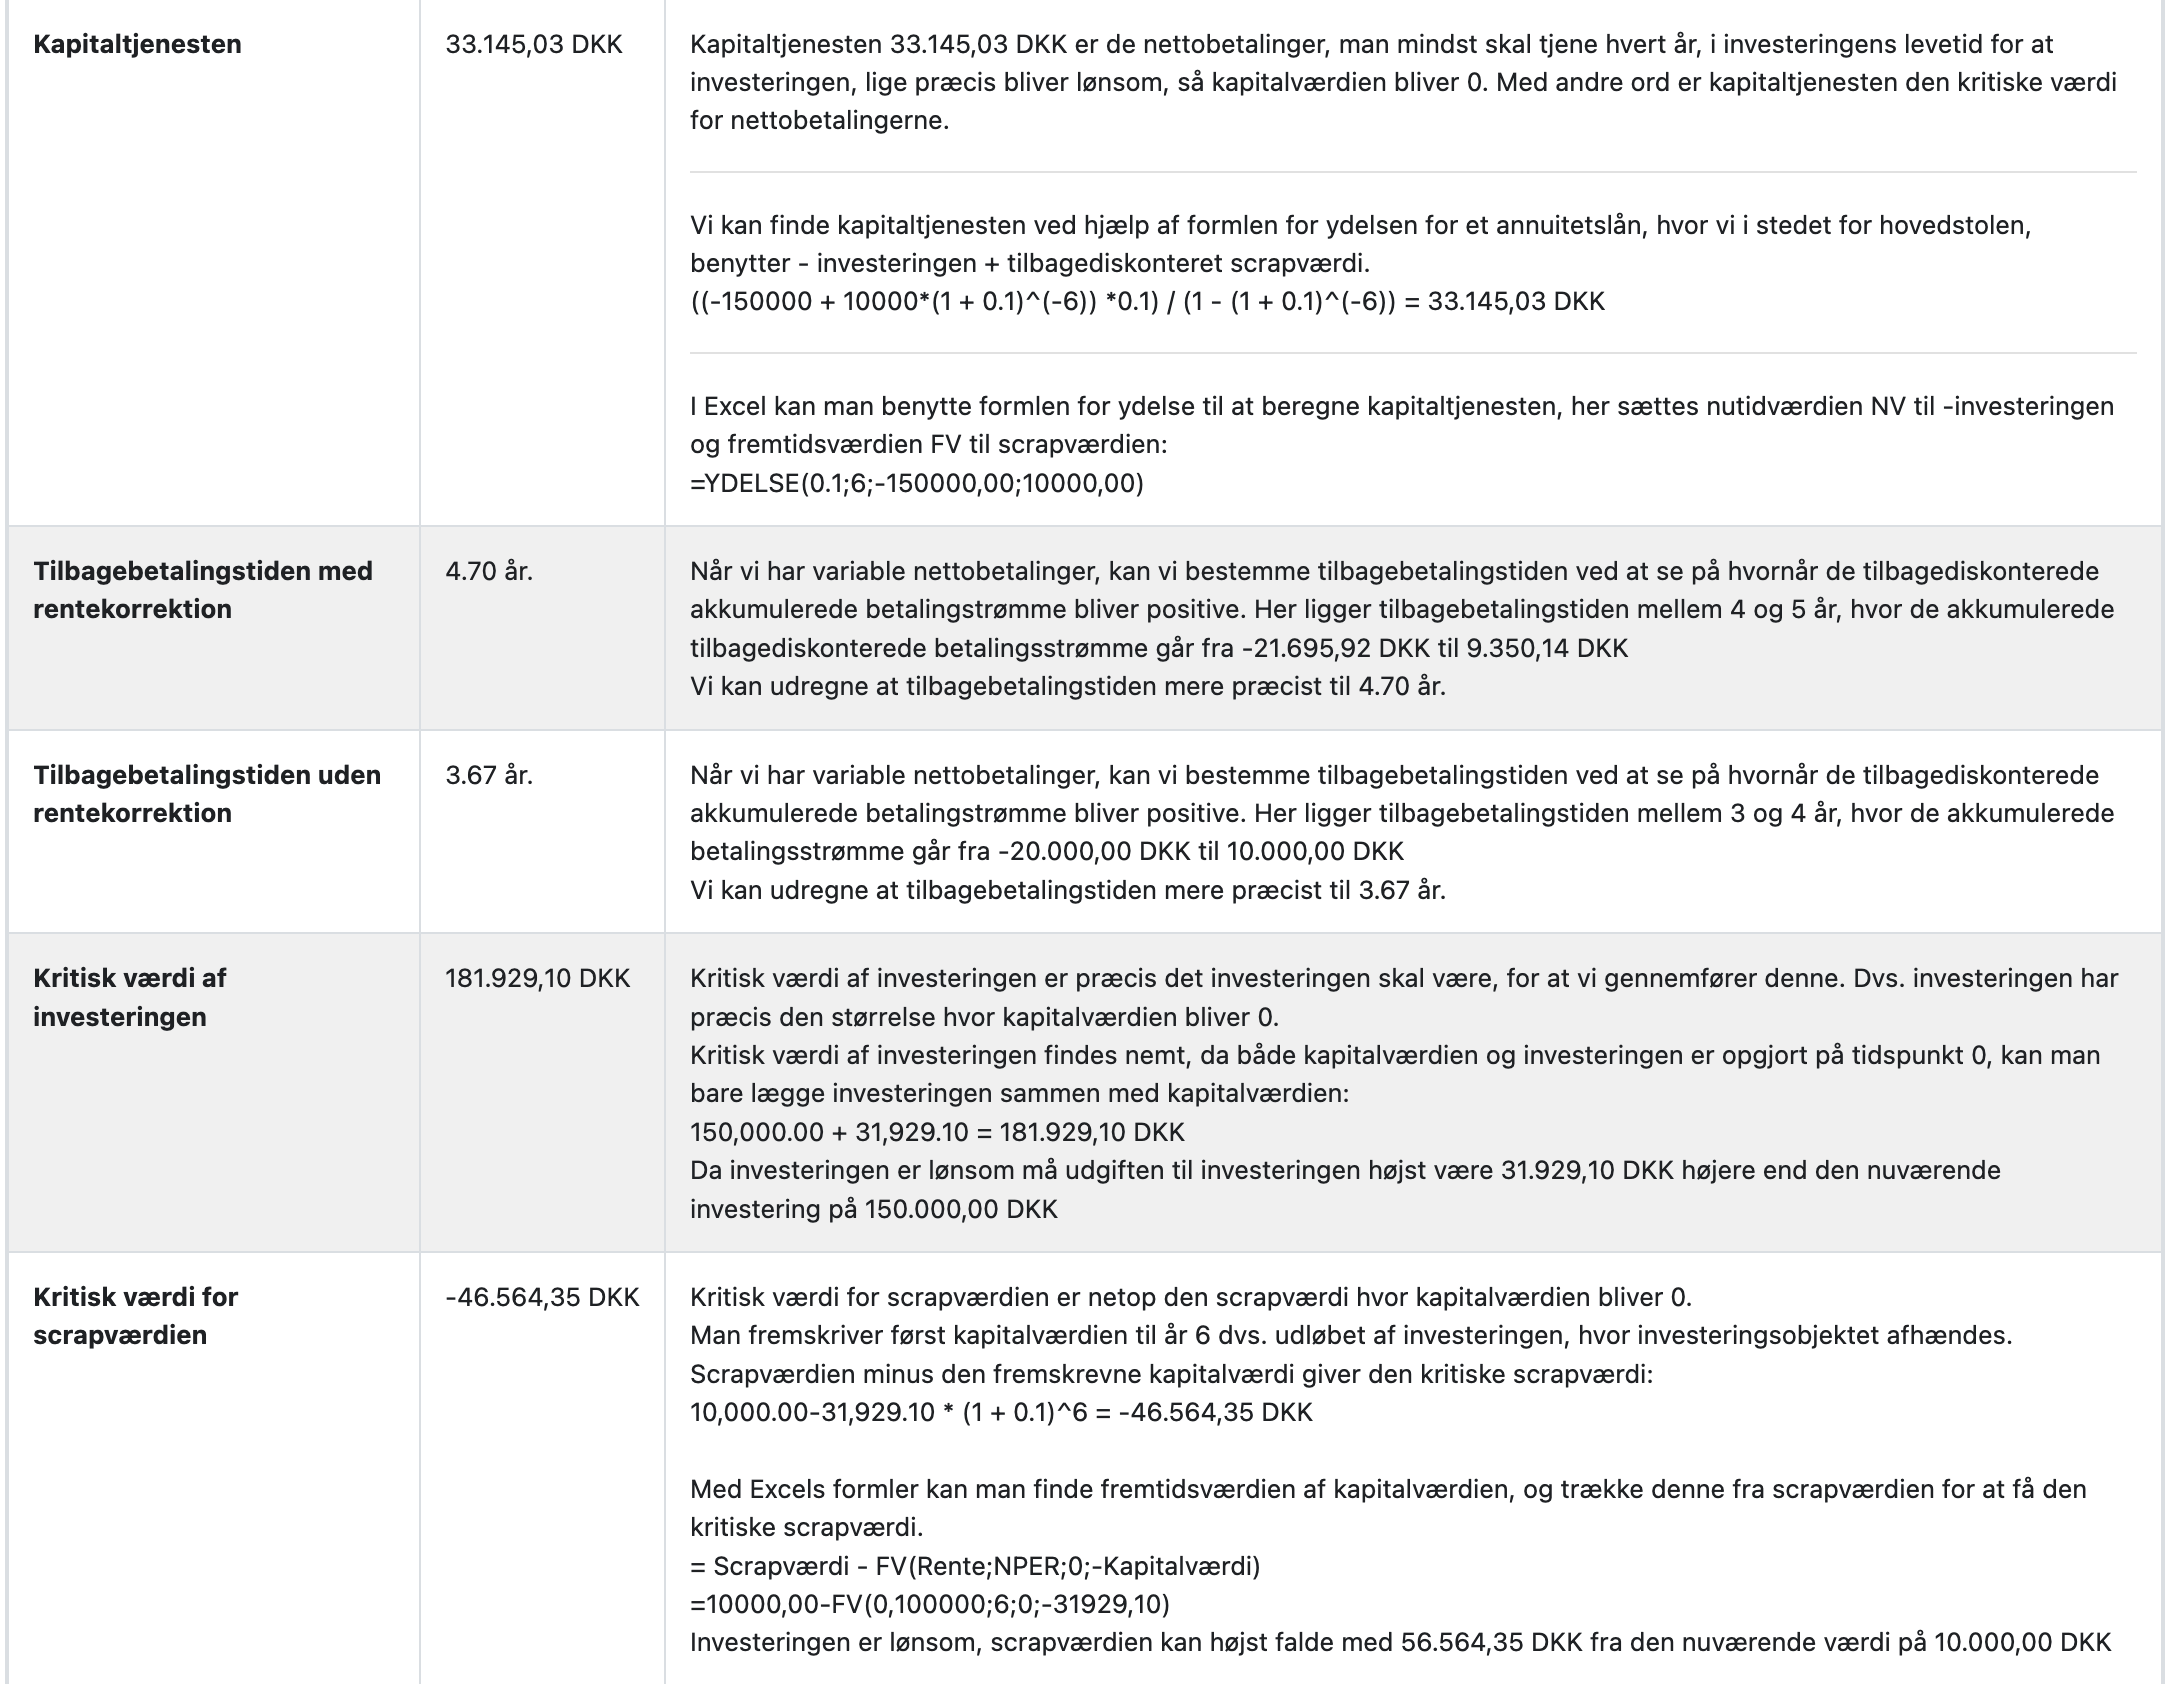 Kapitaltjenesten
33.145,03 DKK
Kapitaltjenesten 33.145,03 DKK er de nettobetalinger, man mindst skal tjene hvert år, i investeringens levetid for at
investeringen, lige præcis bliver lønsom, så kapitalværdien bliver 0. Med andre ord er kapitaltjenesten den kritiske værdi
for nettobetalingerne.
Vi kan finde kapitaltjenesten ved hjælp af formlen for ydelsen for et annuitetslån, hvor vi i stedet for hovedstolen,
benytter - investeringen + tilbagediskonteret scrapværdi.
((-150000 + 10000*(1 + 0.1)^(-6)) *0.1) / (1 - (1 + 0.1)^(-6)) = 33.145,03 DKK
I Excel kan man benytte formlen for ydelse til at beregne kapitaltjenesten, her sættes nutidværdien NV til -investeringen
og fremtidsværdien FV til scrapværdien:
=YDELSE(0.1;6;-150000,00;10000,00)
Tilbagebetalingstiden med
rentekorrektion
4.70 år.
Når vi har variable nettobetalinger, kan vi bestemme tilbagebetalingstiden ved at se på hvornår de tilbagediskonterede
akkumulerede betalingstrømme bliver positive. Her ligger tilbagebetalingstiden mellem 4 og 5 år, hvor de akkumulerede
tilbagediskonterede betalingsstrømme går fra -21.695,92 DKK til 9.350,14 DKK
Vi kan udregne at tilbagebetalingstiden mere præcist til 4.70 år.
Tilbagebetalingstiden uden
rentekorrektion
3.67 år.
Når vi har variable nettobetalinger, kan vi bestemme tilbagebetalingstiden ved at se på hvornår de tilbagediskonterede
akkumulerede betalingstrømme bliver positive. Her ligger tilbagebetalingstiden mellem 3 og 4 år, hvor de akkumulerede
betalingsstrømme går fra -20.000,00 DKK til 10.000,00 DKK
Vi kan udregne at tilbagebetalingstiden mere præcist til 3.67 år.
Kritisk værdi af
investeringen
181.929,10 DKK
Kritisk værdi af investeringen er præcis det investeringen skal være, for at vi gennemfører denne. Dvs. investeringen har
præcis den størrelse hvor kapitalværdien bliver 0.
Kritisk værdi af investeringen findes nemt, da både kapitalværdien og investeringen er opgjort på tidspunkt 0, kan man
bare lægge investeringen sammen med kapitalværdien:
150,000.00 + 31,929.10 = 181.929,10 DKK
Da investeringen er lønsom må udgiften til investeringen højst være 31.929,10 DKK højere end den nuværende
investering på 150.000,00 DKK
Kritisk værdi for
scrapværdien
-46.564,35 DKK
Kritisk værdi for scrapværdien er netop den scrapværdi hvor kapitalværdien bliver 0.
Man fremskriver først kapitalværdien til år 6 dvs. udløbet af investeringen, hvor investeringsobjektet afhændes.
Scrapværdien minus den fremskrevne kapitalværdi giver den kritiske scrapværdi:
10,000.00-31,929.10 * (1 + 0.1)^6 = -46.564,35 DKK
Med Excels formler kan man finde fremtidsværdien af kapitalværdien, og trække denne fra scrapværdien for at få den
kritiske scrapværdi.
= Scrapværdi - FV(Rente;NPER;0;-Kapitalværdi)
=10000,00-FV(0,100000;6;0;-31929,10)
Investeringen er lønsom, scrapværdien kan højst falde med 56.564,35 DKK fra den nuværende værdi på 10.000,00 DKK